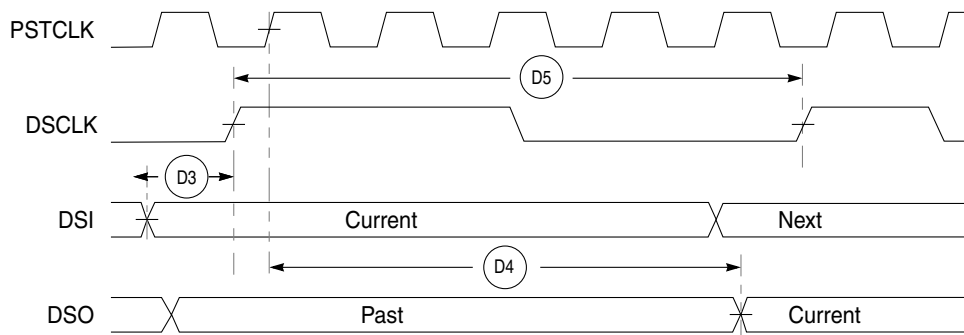 PSTCLK
D5
DSCLK
D3
DSI Current Next
D4
DSO Past Current